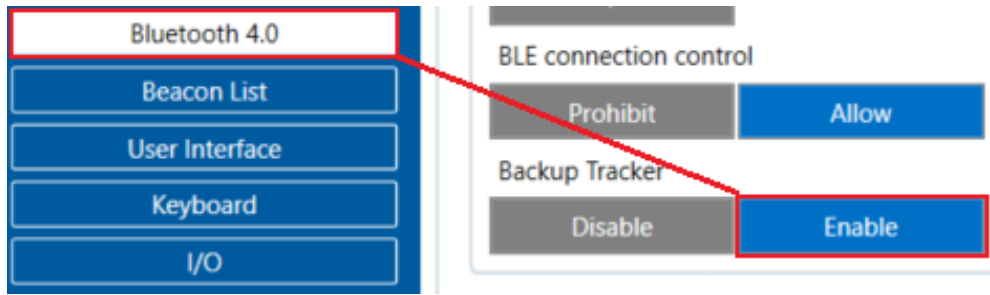 Bluetooth 4.0
Beacon List
User Interface
Keyboard
I/O
BLE connection control
Prohibit Allow
Backup Tracker
Disable Enable